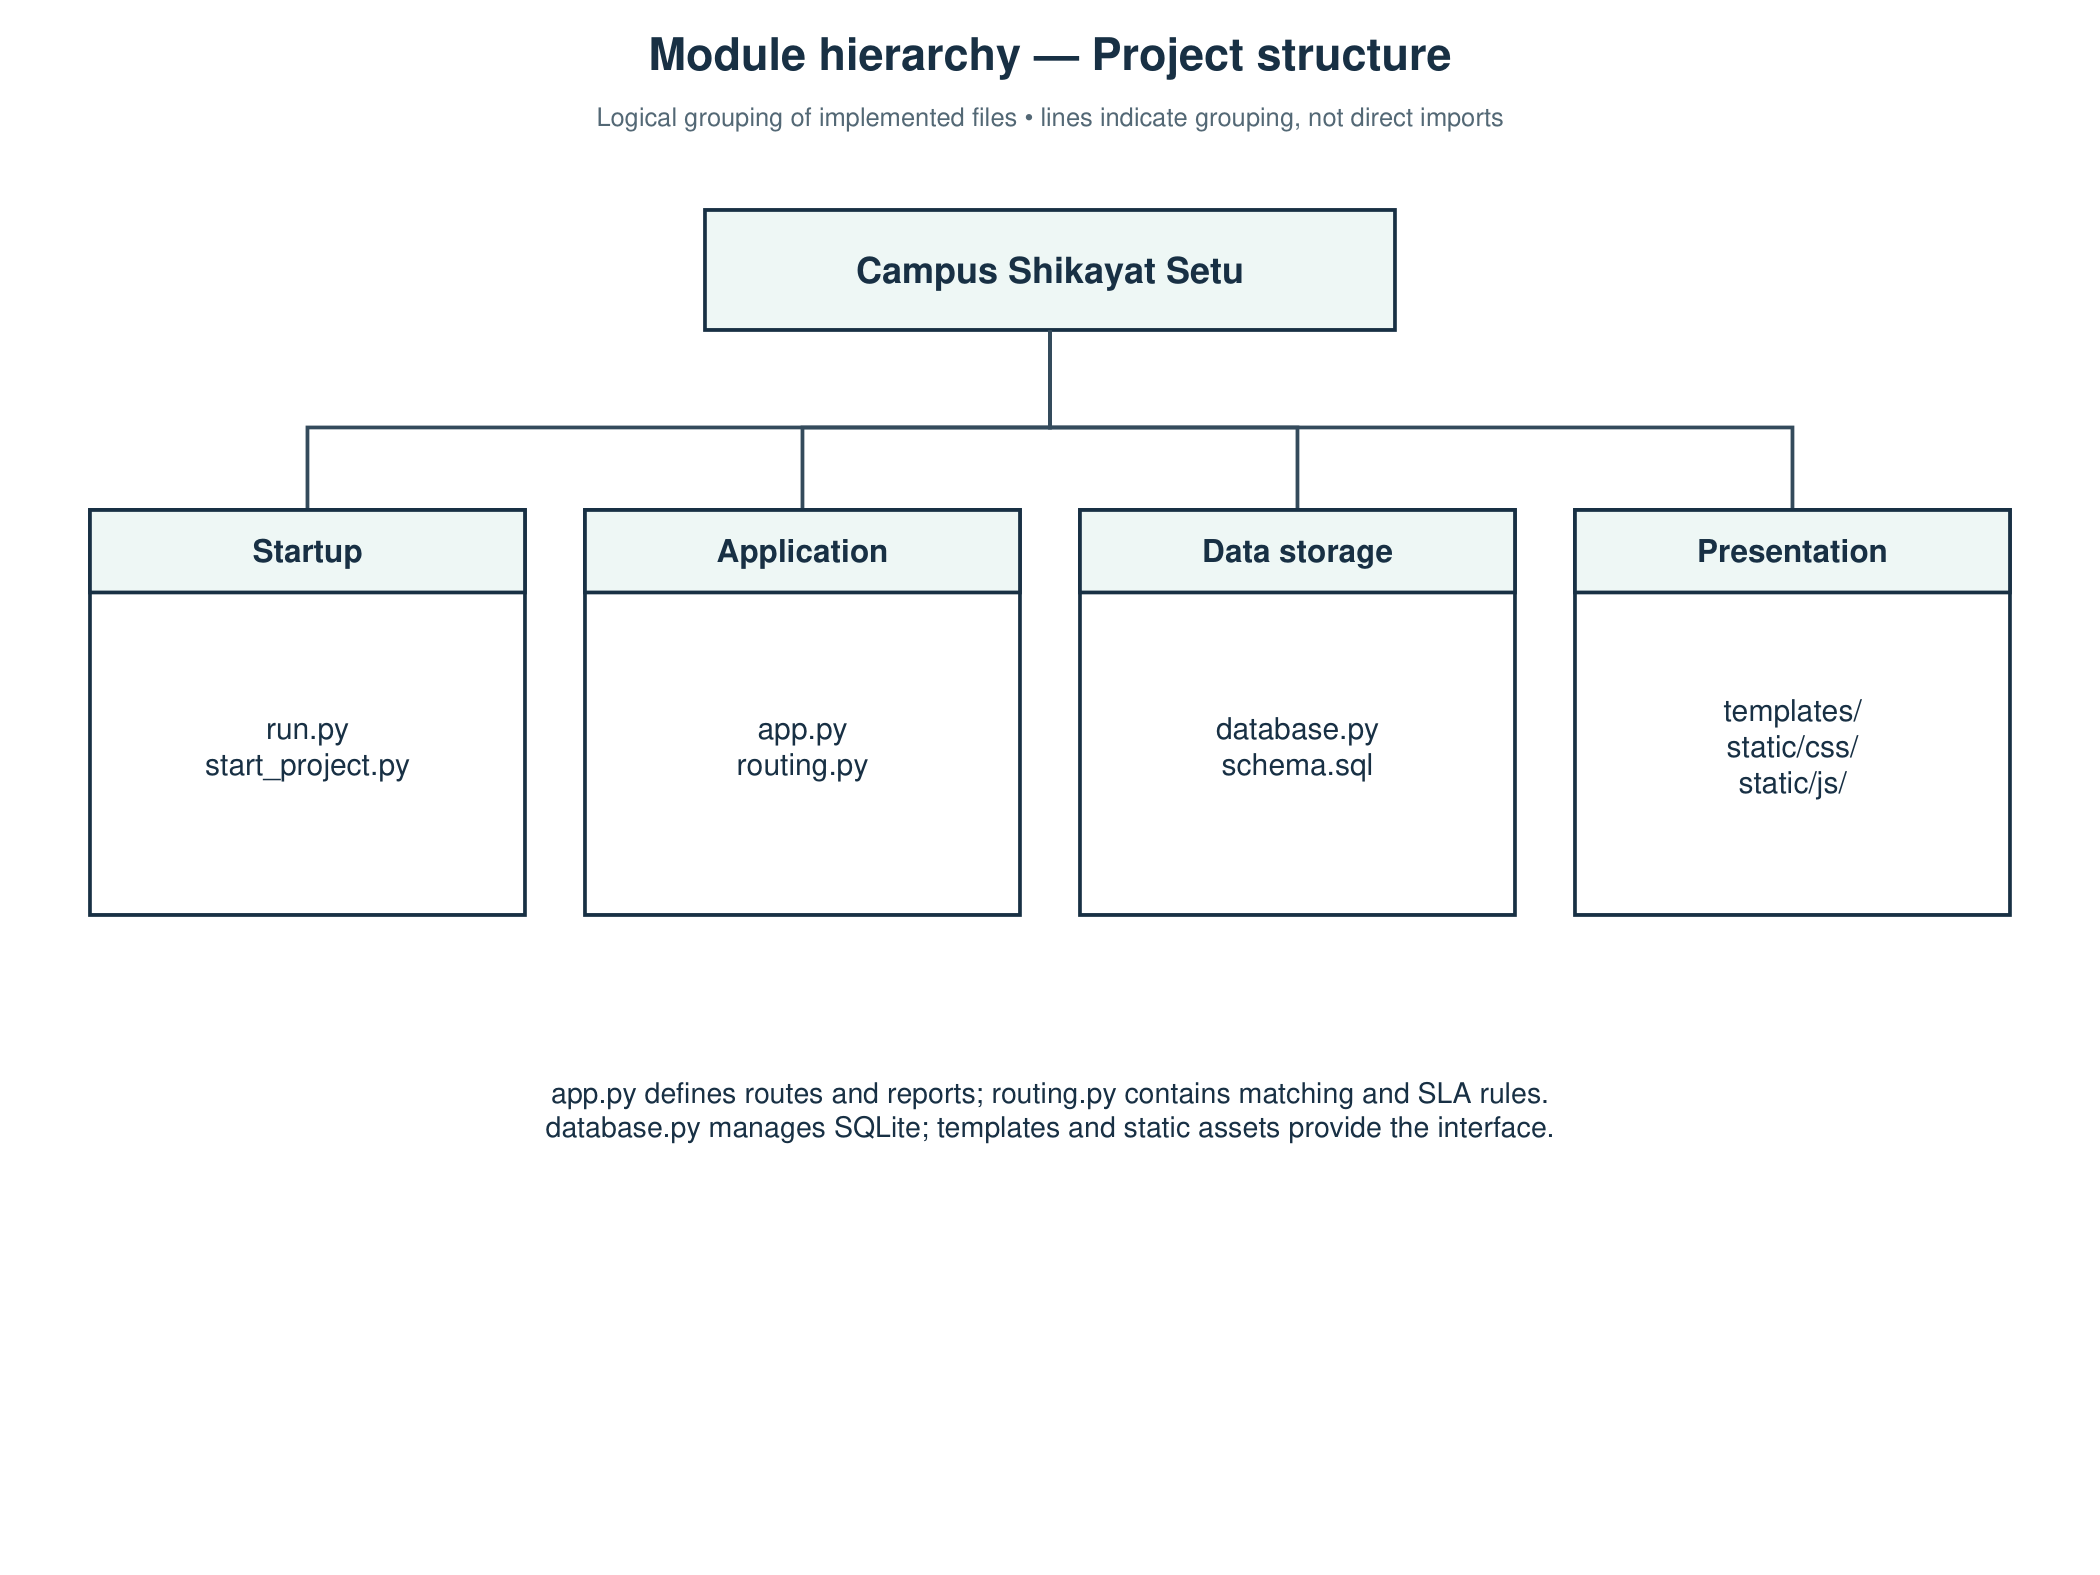 Module hierarchy — Project structure
Logical grouping of implemented files • lines indicate grouping, not direct imports
Campus Shikayat Setu
Startup
run.py
start_project.py
Application
app.py
routing.py
Data storage
database.py
schema.sql
Presentation
templates/
static/css/
static/js/
app.py defines routes and reports; routing.py contains matching and SLA rules.
database.py manages SQLite; templates and static assets provide the interface.